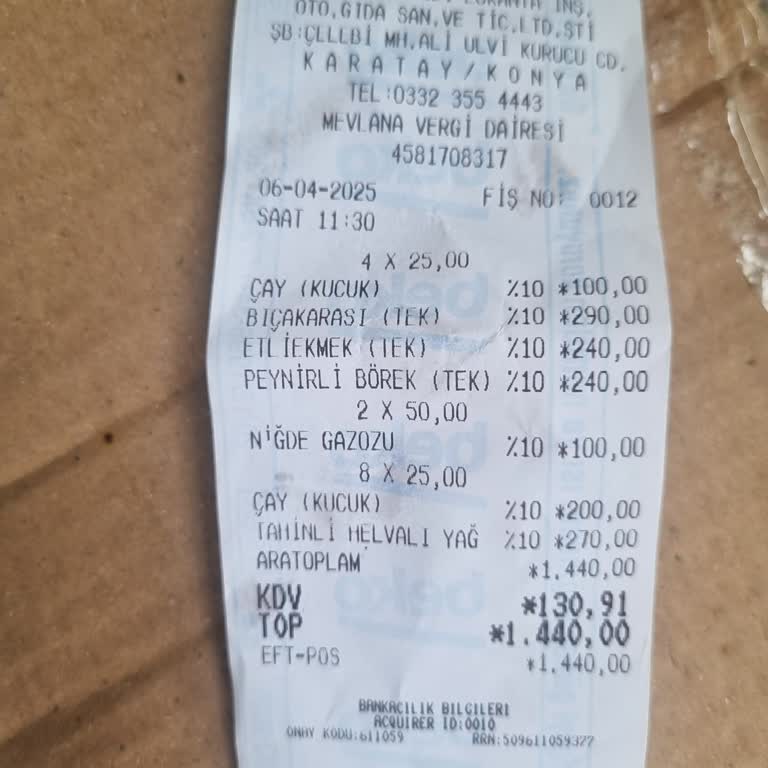 LOKANTA İNŞ.
OTO,GIDA SAN.VE TİC.LTD.ŞTİ
ŞB:ÇLLLBİ MH.ALİ ULVİ KURUCU CD.
KARATAY/KONYA
TEL:0332 355 4443
MEVLANA VERGİ DAİRESİ
4581708317
06-04-2025 FİŞ NO: 0012
SAAT 11:30
4 X 25,00
ÇAY (KUCUK) %10 *100,00
BIÇAKARASI (TEK) %10 *290,00
ETLİEKMEK (TEK) %10 *240,00
PEYNİRLİ BÖREK (TEK) %10 *240,00
2 X 50,00
NİĞDE GAZOZU %10 *100,00
8 X 25,00
ÇAY (KUCUK) %10 *200,00
TAHİNLİ HELVALI YAĞ %10 *270,00
ARATOPLAM *1.440,00
KDV *130,91
TOP *1.440,00
EFT-POS *1.440,00
BANKACILIK BILGILERI
ACQUIRER ID:0010
ONAY KODU:611059 RRN:509611059327